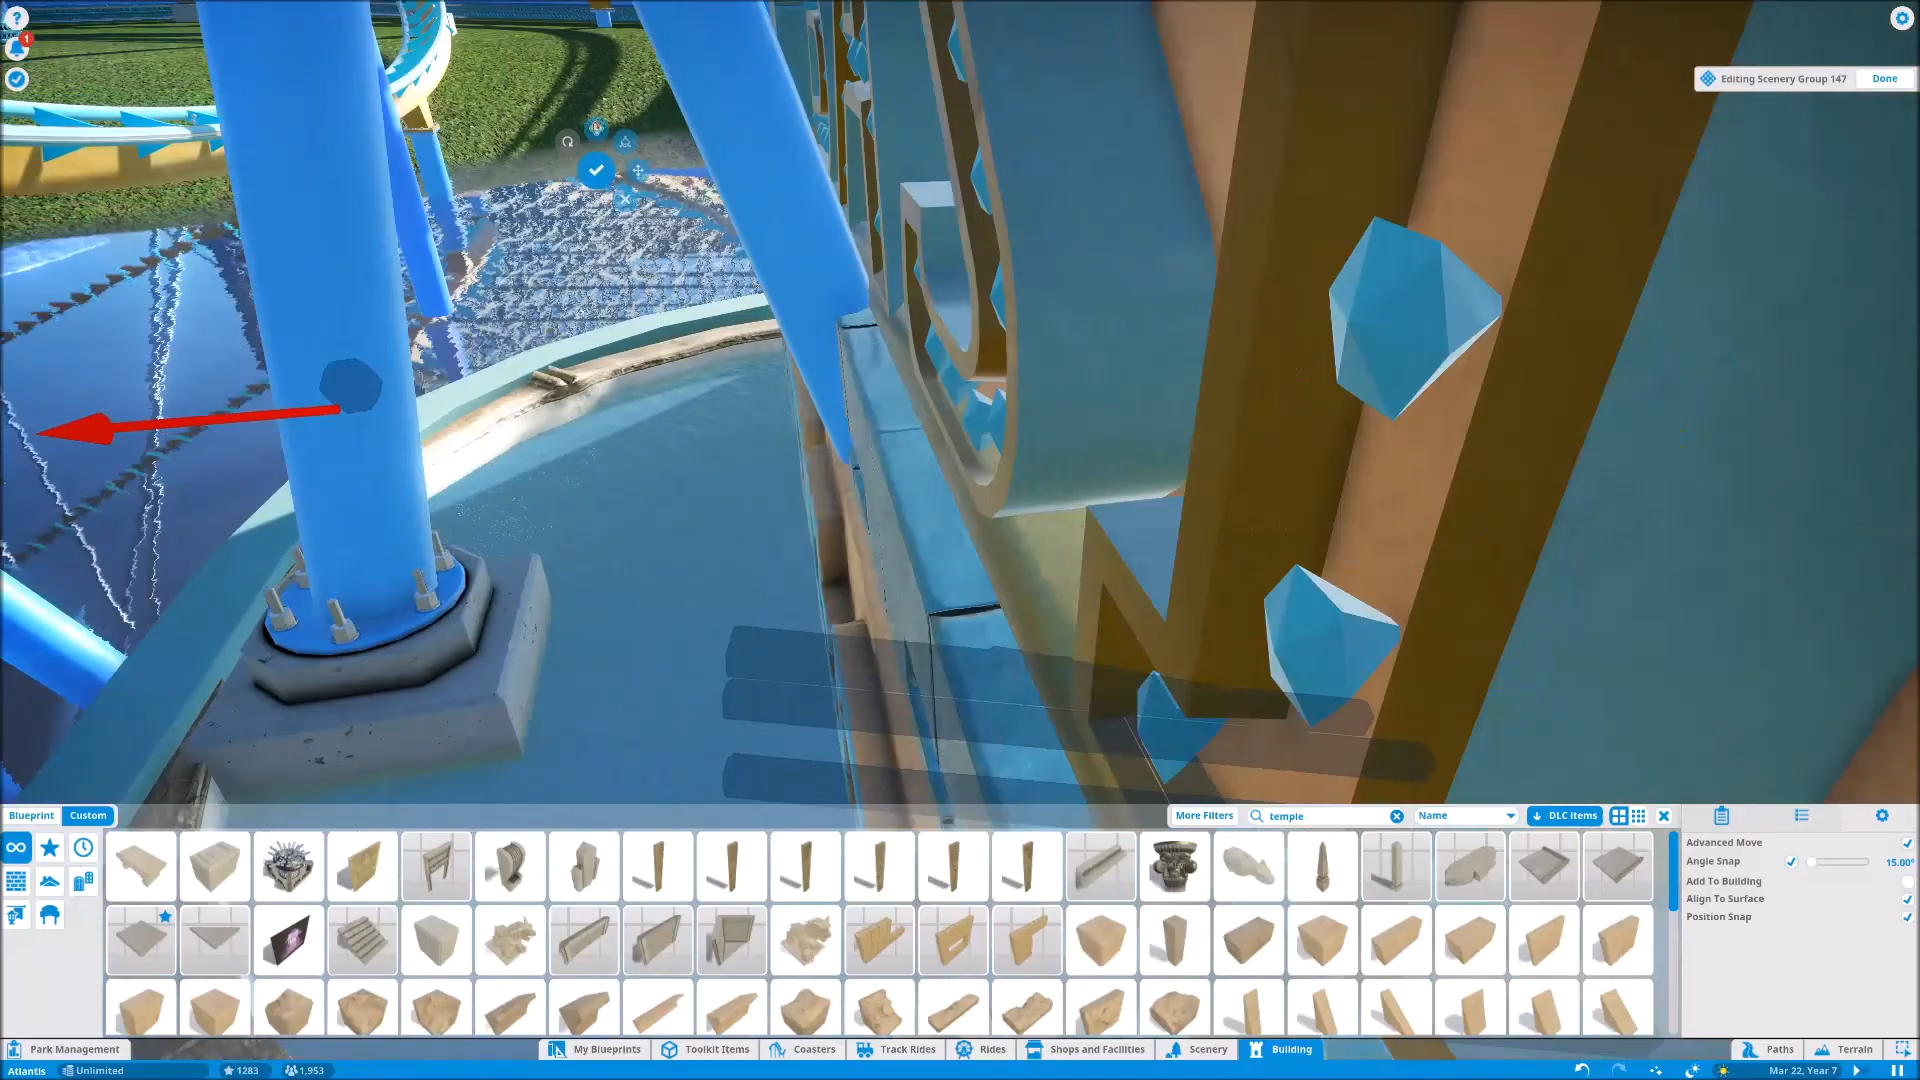 ?
1
Editing Scenery Group 147 Done
Blueprint Custom More Filters temple Name DLC items
Advanced Move
Angle Snap 15.00°
Add To Building
Align To Surface
Position Snap
Park Management My Blueprints Toolkit Items Coasters Track Rides Rides Shops and Facilities Scenery Building Paths Terrain
Atlantis Unlimited 1283 1,953 Mar 22, Year 7